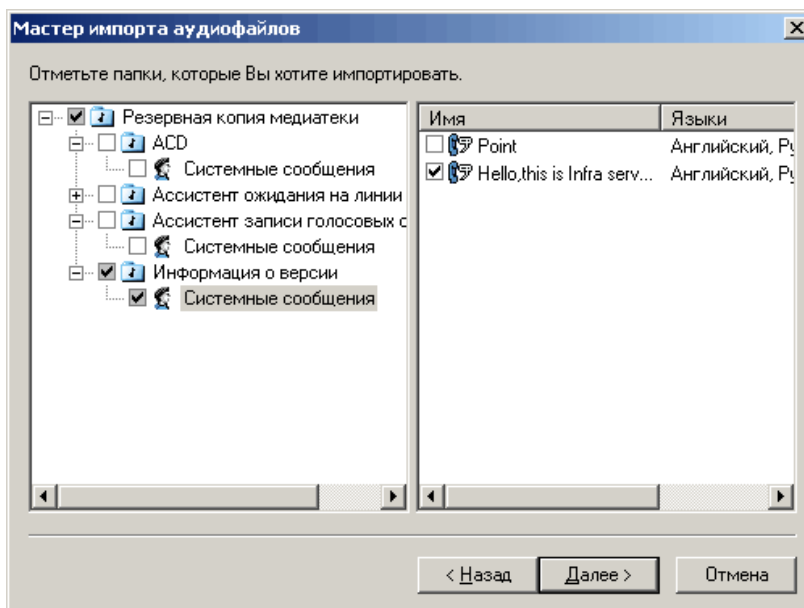 Мастер импорта аудиофайлов
Отметьте папки, которые Вы хотите импортировать.
Резервная копия медиатеки
ACD
Системные сообщения
Ассистент ожидания на линии
Ассистент записи голосовых с
Системные сообщения
Информация о версии
Системные сообщения
Имя Языки
Point Английский, Ру
Hello,this is Infra serv... Английский, Ру
< Назад Далее > Отмена